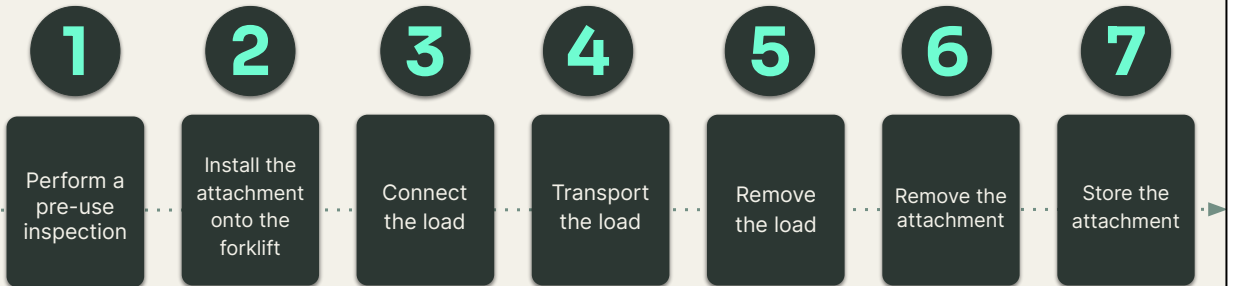 1
2
3
4
5
6
7
Perform a
pre-use
inspection
Install the
attachment
onto the
forklift
Connect
the load
Transport
the load
Remove
the load
Remove the
attachment
Store the
attachment